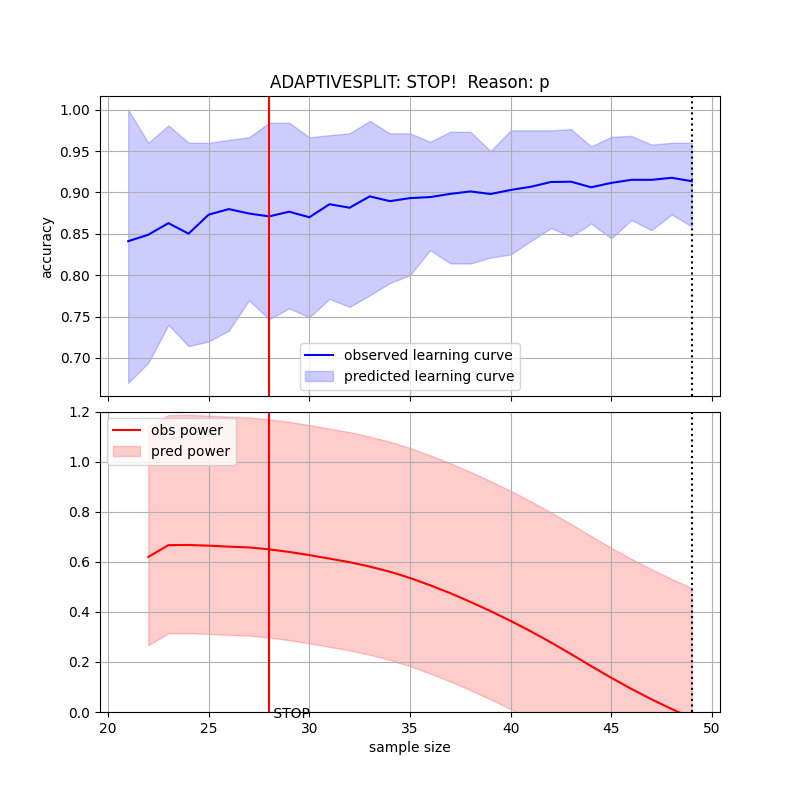 ADAPTIVESPLIT: STOP!  Reason: p
1.00
0.95
0.90
0.85
0.80
0.75
0.70
accuracy
observed learning curve
predicted learning curve
1.2
1.0
0.8
0.6
0.4
0.2
0.0
obs power
pred power
STOP
20 25 30 35 40 45 50
sample size